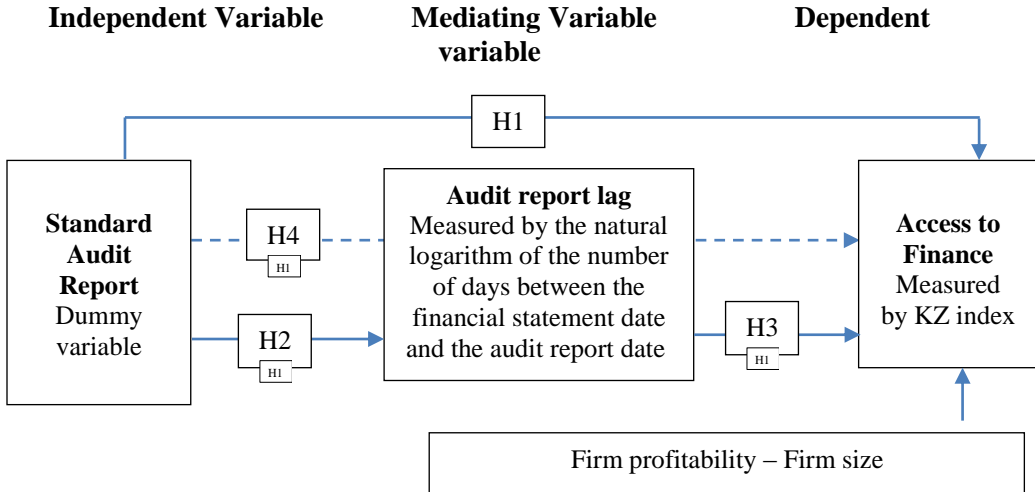 Independent Variable
Mediating Variable
Dependent
variable
H1
Standard
Audit
Report
Dummy
variable
H4
H1
H2
H1
Audit report lag
Measured by the natural
logarithm of the number
of days between the
financial statement date
and the audit report date
H3
H1
Access to
Finance
Measured
by KZ index
Firm profitability – Firm size